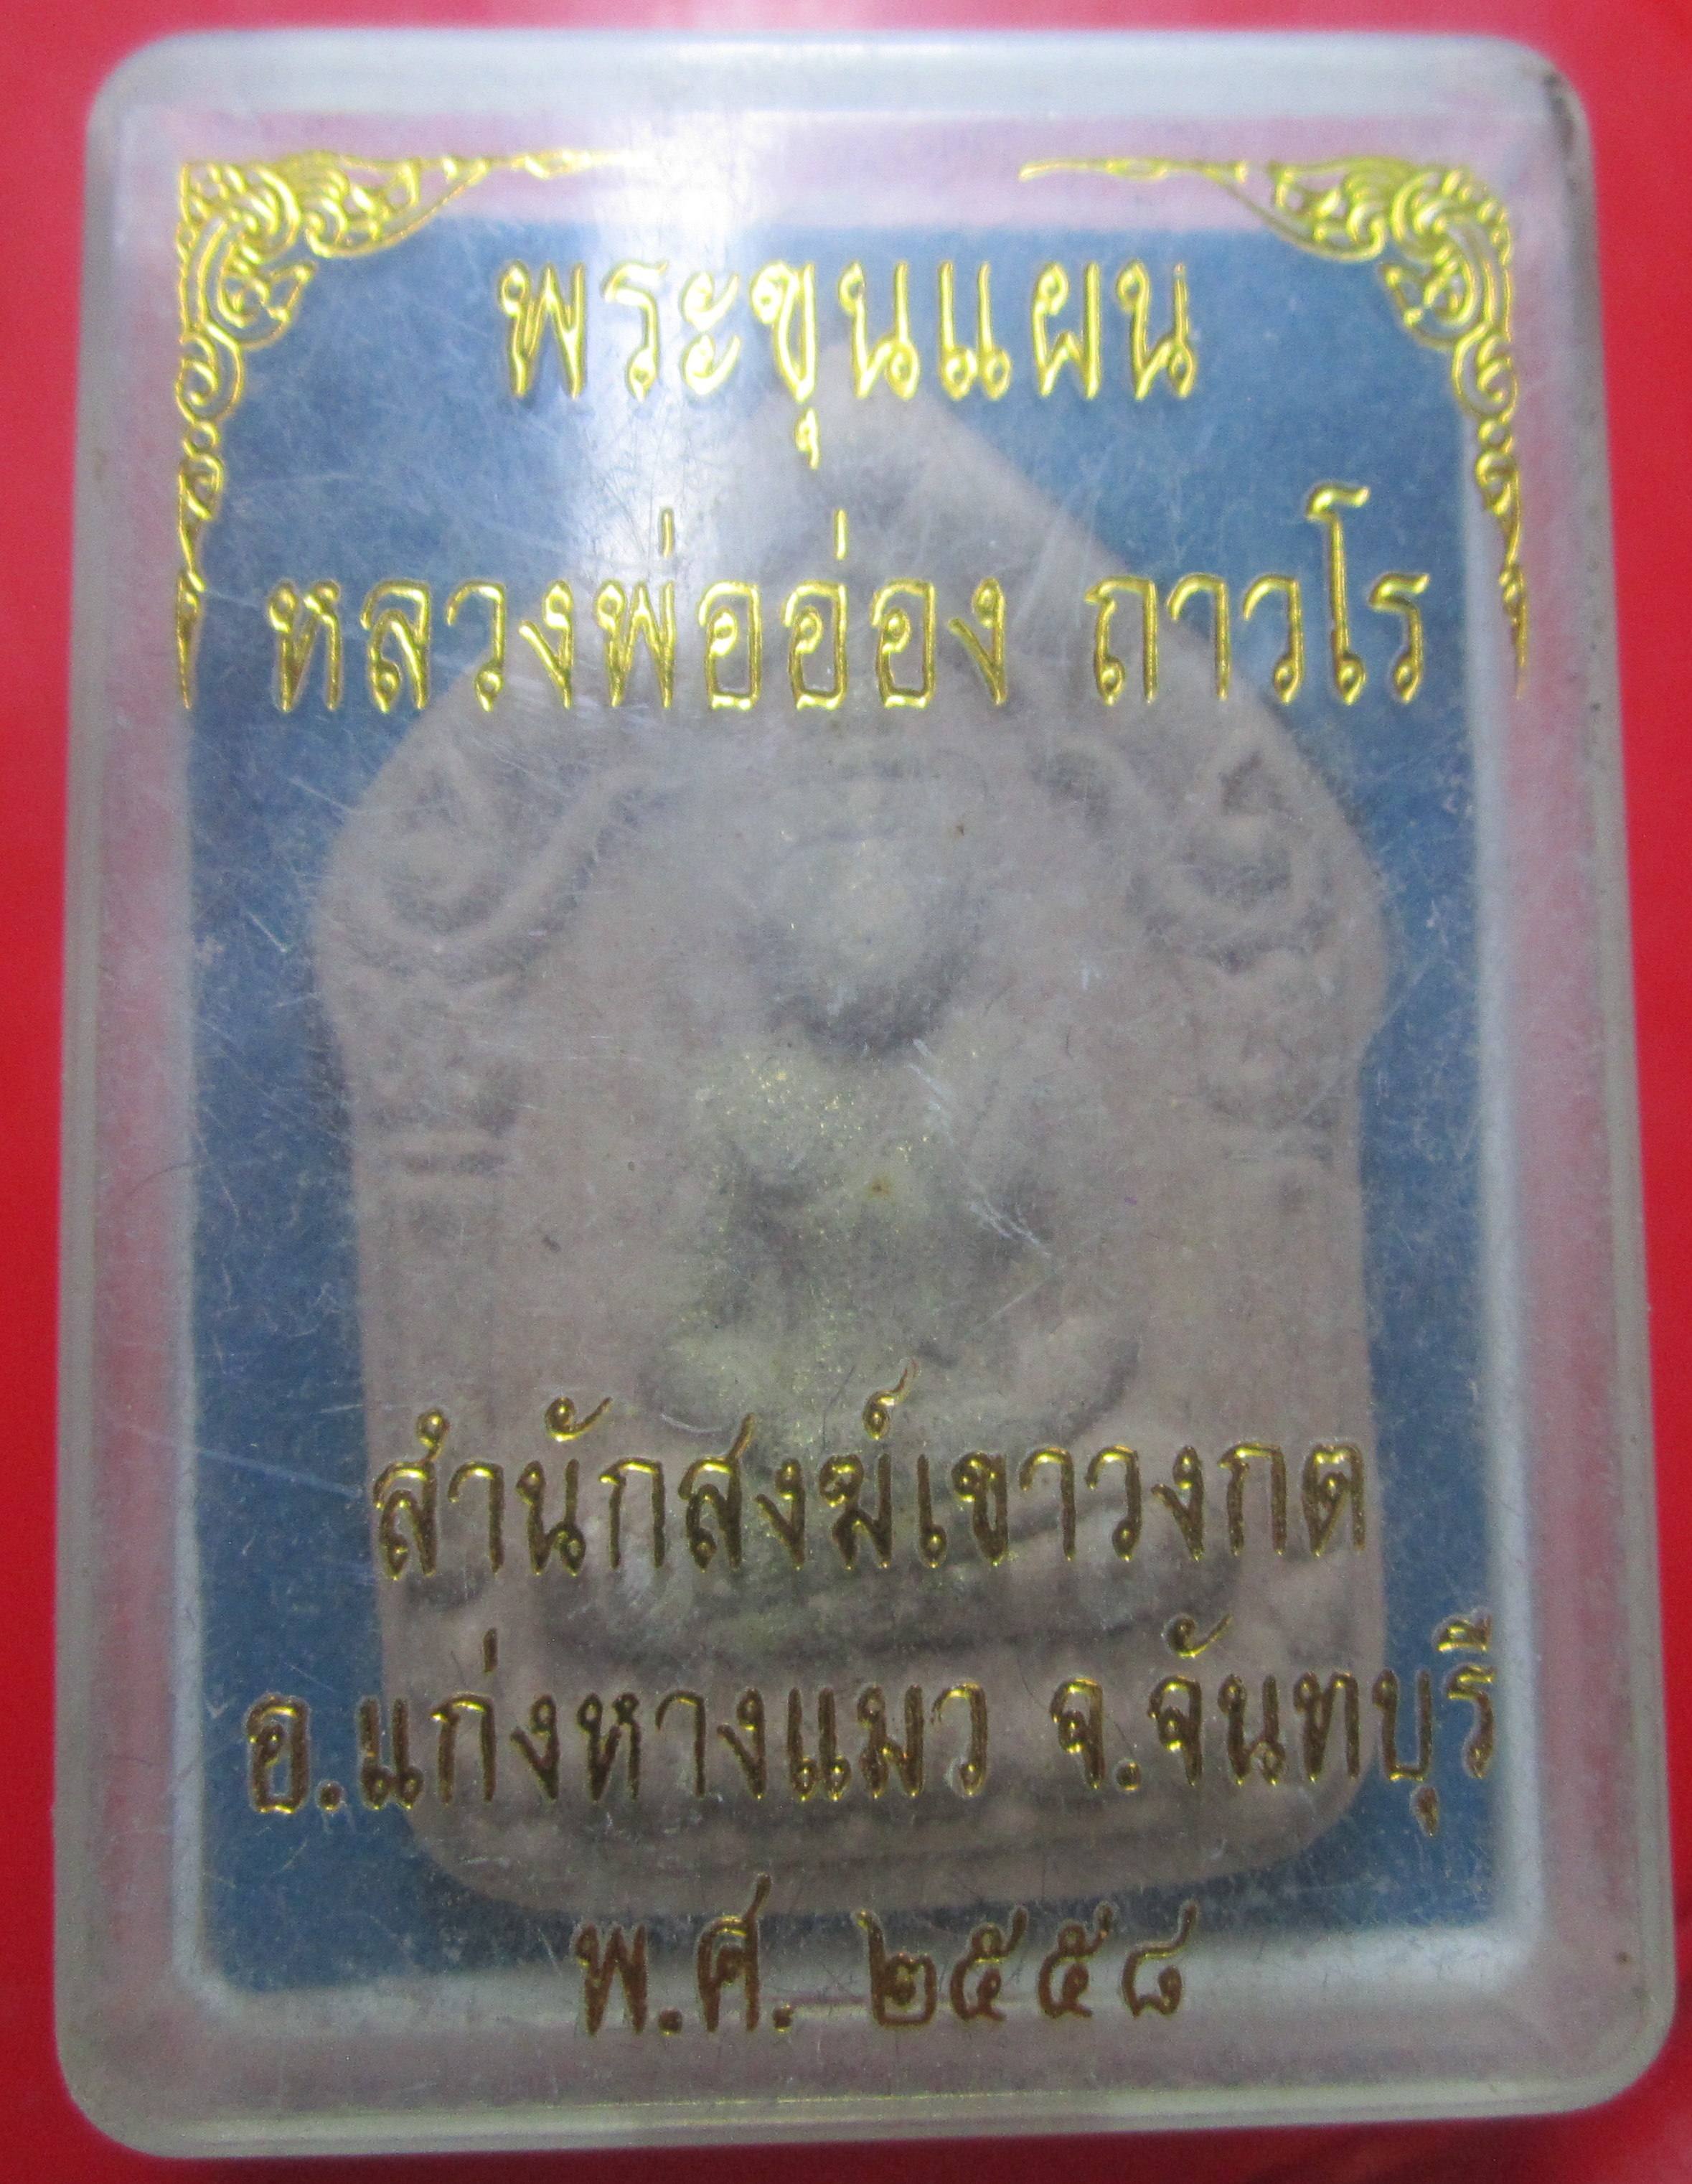 พระขุนแผน
หลวงพ่ออ่อง ถาวโร
สำนักสงฆ์เขาวงกต
อ.แก่งหางแมว จ.จันทบุรี
พ.ศ. ๒๕๕๘